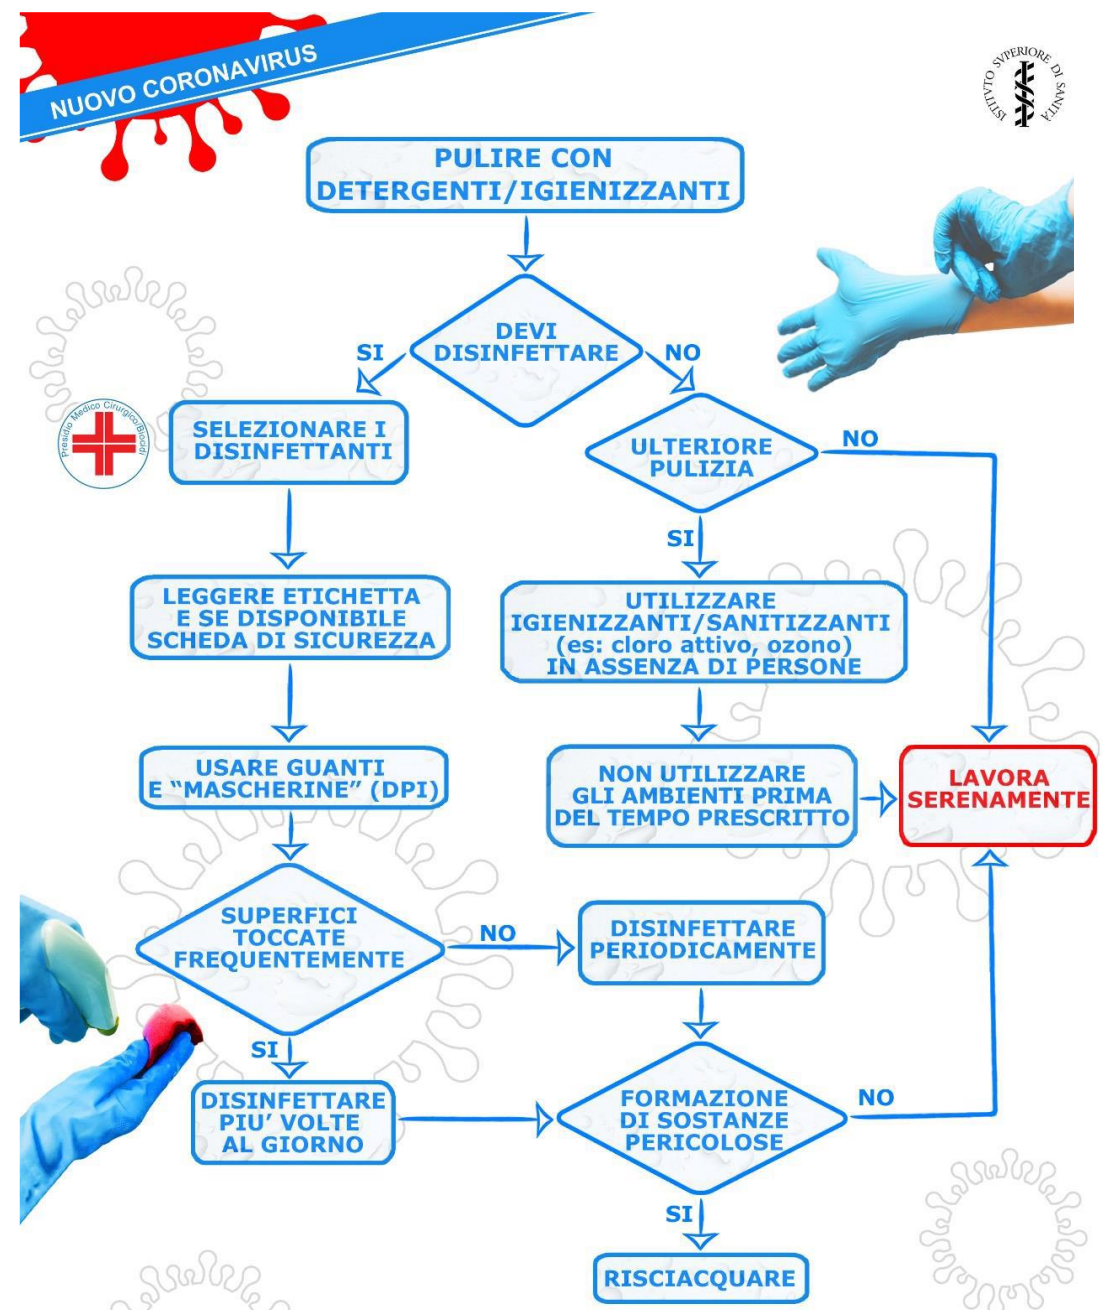 NUOVO CORONAVIRUS
ISTITVTO SVPERIORE DI SANITÀ
PULIRE CON
DETERGENTI/IGIENIZZANTI
DEVI
DISINFETTARE
SI
NO
Presidio Medico Cirurgico/Biocidi
SELEZIONARE I
DISINFETTANTI
ULTERIORE
PULIZIA
NO
SI
LEGGERE ETICHETTA
E SE DISPONIBILE
SCHEDA DI SICUREZZA
UTILIZZARE
IGIENIZZANTI/SANITIZZANTI
(es: cloro attivo, ozono)
IN ASSENZA DI PERSONE
USARE GUANTI
E “MASCHERINE” (DPI)
NON UTILIZZARE
GLI AMBIENTI PRIMA
DEL TEMPO PRESCRITTO
LAVORA
SERENAMENTE
SUPERFICI
TOCCATE
FREQUENTEMENTE
NO
DISINFETTARE
PERIODICAMENTE
SI
DISINFETTARE
PIU’ VOLTE
AL GIORNO
FORMAZIONE
DI SOSTANZE
PERICOLOSE
NO
SI
RISCIACQUARE